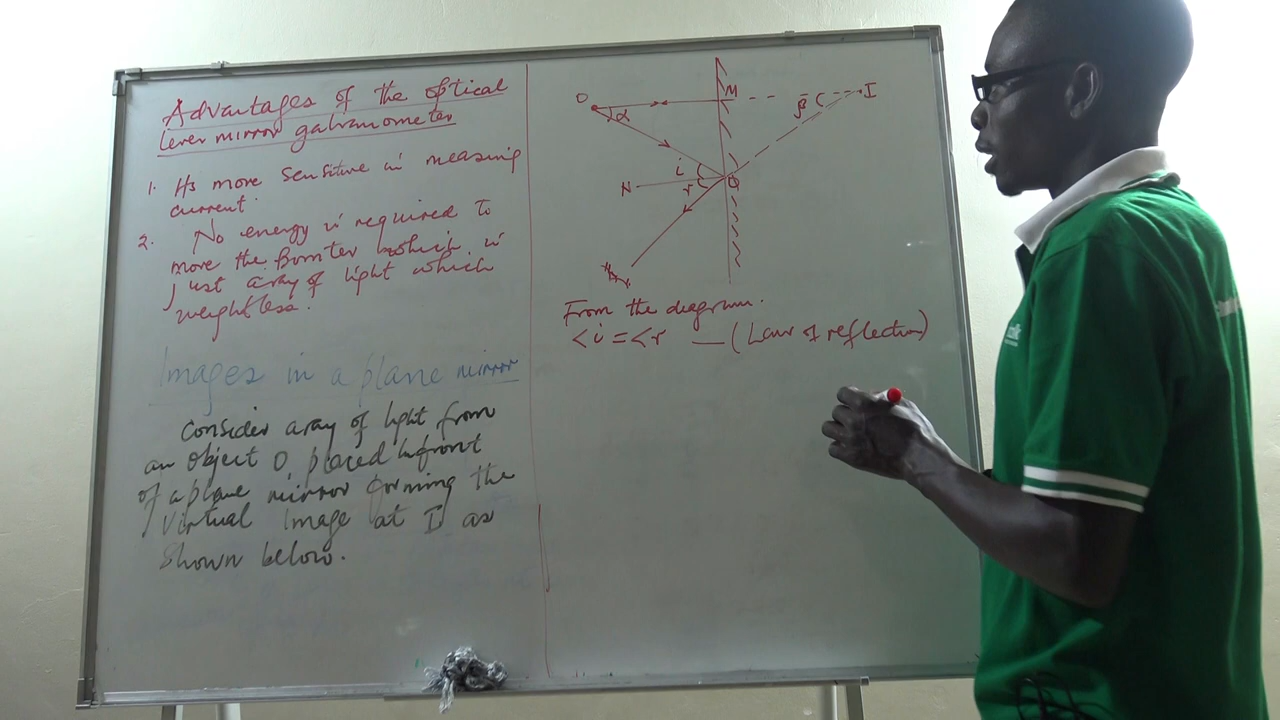 Advantages of the optical
lever mirror galvanometer
1. Its more sensitive in measing
current.
2. No energy is required to
move the Pointer which is
just aray of light which
weightless.
Images in a plane mirror
Consider aray of light from
an object O, placed infront
of a plane mirror forming the
Virtual Image at I as
shown below.
O
α
M
β
I
i
N
r
Q
From the diagram.
<i = <r — (Law of reflection)